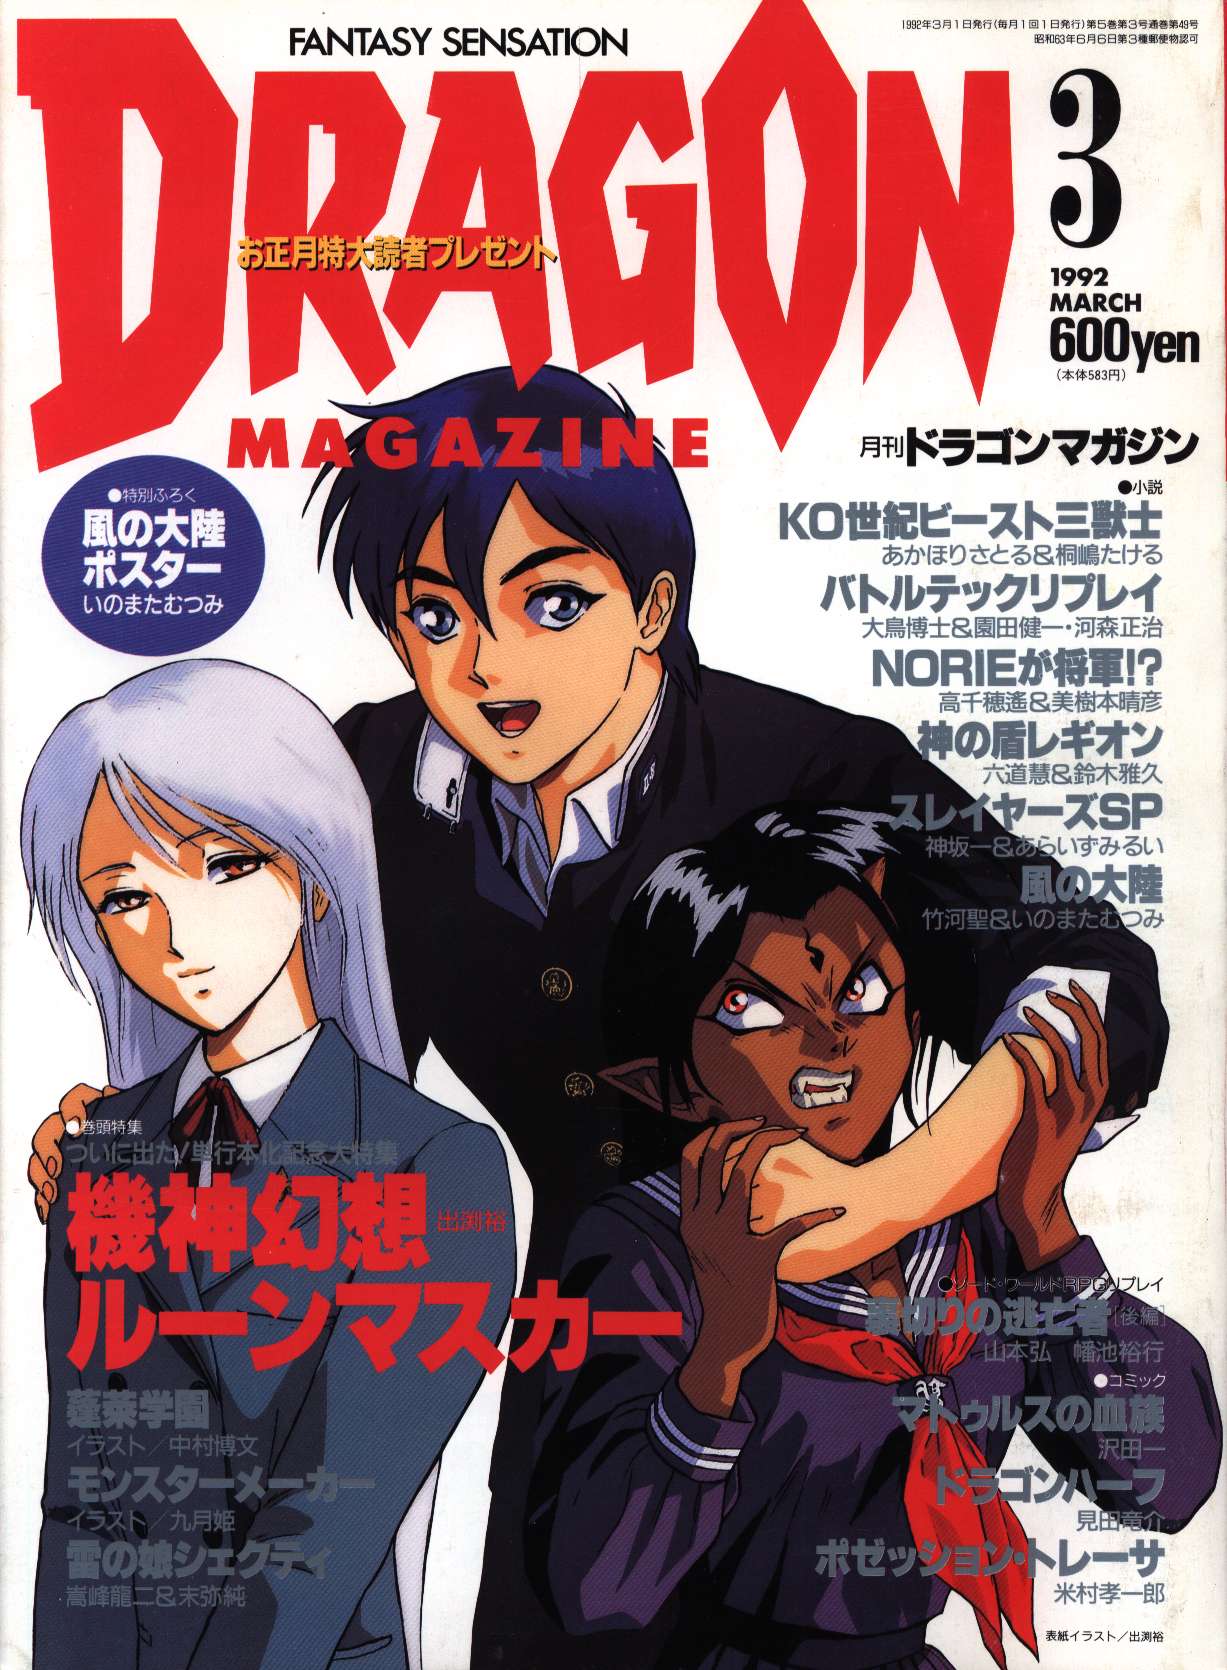 FANTASY SENSATION
1992年3月1日発行(毎月1回1日発行)第5巻第3号通巻第49号
昭和63年6月6日第3種郵便物認可
DRAGON
MAGAZINE
お正月特大読者プレゼント
3
1992
MARCH
600yen
(本体583円)
月刊ドラゴンマガジン
●特別ふろく
風の大陸
ポスター
いのまたむつみ
●小説
KO世紀ビースト三獣士
あかほりさとる&桐嶋たける
バトルテックリプレイ
大鳥博士&園田健一・河森正治
NORIEが将軍!?
高千穂遙&美樹本晴彦
神の盾レギオン
六道慧&鈴木雅久
スレイヤーズSP
神坂一&あらいずみるい
風の大陸
竹河聖&いのまたむつみ
●巻頭特集
ついに出た!単行本化記念大特集
機神幻想
出渕裕
ルーンマスカー
蓬莱学園
イラスト/中村博文
モンスターメーカー
イラスト/九月姫
雷の娘シェクティ
嵩峰龍二&末弥純
●ソード・ワールドRPGリプレイ
裏切りの逃亡者[後編]
山本弘 幡池裕行
●コミック
マトゥルスの血族
沢田一
ドラゴンハーフ
見田竜介
ポゼッション・トレーサ
米村孝一郎
表紙イラスト/出渕裕